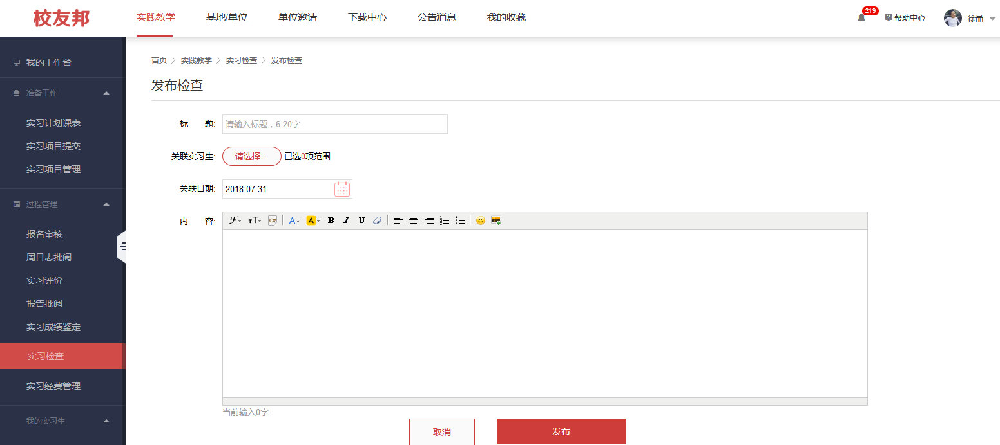 校友邦
实践教学 基地/单位 单位邀请 下载中心 公告消息 我的收藏
219
帮助中心
徐晶
我的工作台
准备工作
实习计划课表
实习项目提交
实习项目管理
过程管理
报名审核
周日志批阅
实习评价
报告批阅
实习成绩鉴定
实习检查
实习经费管理
我的实习生
首页 > 实践教学 > 实习检查 > 发布检查
发布检查
标 题: 请输入标题，6-20字
关联实习生: 请选择... 已选0项范围
关联日期: 2018-07-31
内 容:
当前输入0字
取消 发布